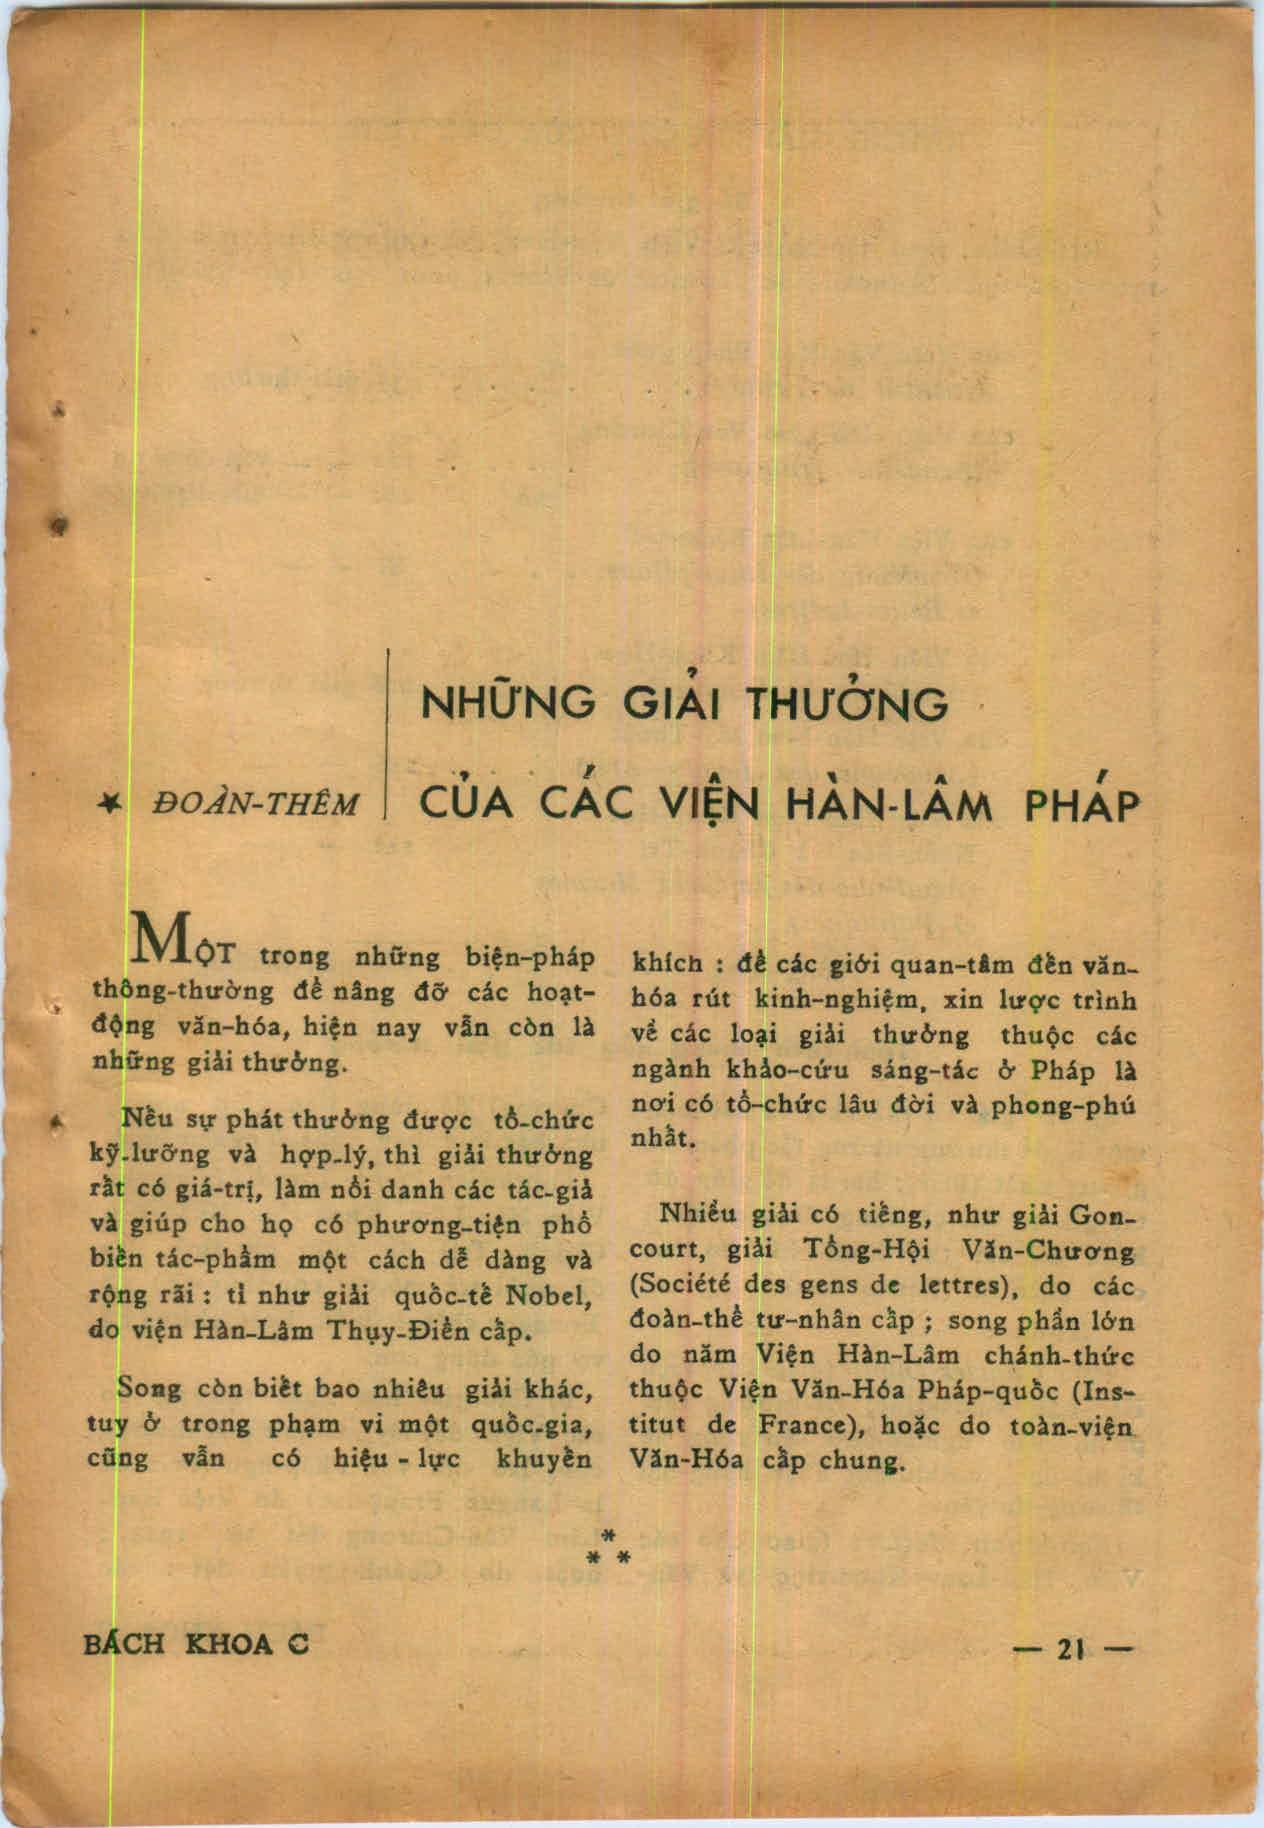 NHỮNG GIẢI THƯỞNG
★ ĐOÀN-THÊM
CỦA CÁC VIỆN HÀN-LÂM PHÁP
MỘT trong những biện-pháp
thông-thường để nâng đỡ các hoạt-
động văn-hóa, hiện nay vẫn còn là
những giải thưởng.
Nếu sự phát thưởng được tổ-chức
kỹ-lưỡng và hợp-lý, thì giải thưởng
rất có giá-trị, làm nổi danh các tác-giả
và giúp cho họ có phương-tiện phổ
biến tác-phẩm một cách dễ dàng và
rộng rãi : tỉ như giải quốc-tế Nobel,
do viện Hàn-Lâm Thụy-Điển cấp.
Song còn biết bao nhiêu giải khác,
tuy ở trong phạm vi một quốc-gia,
cũng vẫn có hiệu - lực khuyến
khích : để các giới quan-tâm đến văn-
hóa rút kinh-nghiệm, xin lược trình
về các loại giải thưởng thuộc các
ngành khảo-cứu sáng-tác ở Pháp là
nơi có tổ-chức lâu đời và phong-phú
nhất.
Nhiều giải có tiếng, như giải Gon-
court, giải Tổng-Hội Văn-Chương
(Société des gens de lettres), do các
đoàn-thể tư-nhân cấp ; song phần lớn
do năm Viện Hàn-Lâm chánh-thức
thuộc Viện Văn-Hóa Pháp-quốc (Ins-
titut de France), hoặc do toàn-viện
Văn-Hóa cấp chung.
*
* *
BÁCH KHOA C
— 21 —